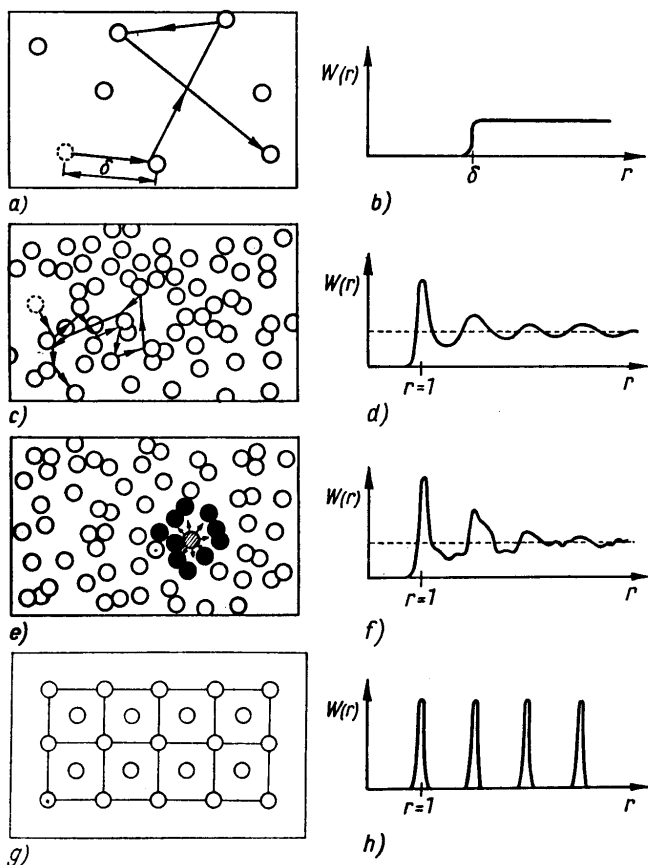 δ
a)
W(r)
δ
r
b)
c)
W(r)
r=1
r
d)
e)
W(r)
r=1
r
f)
g)
W(r)
r=1
r
h)